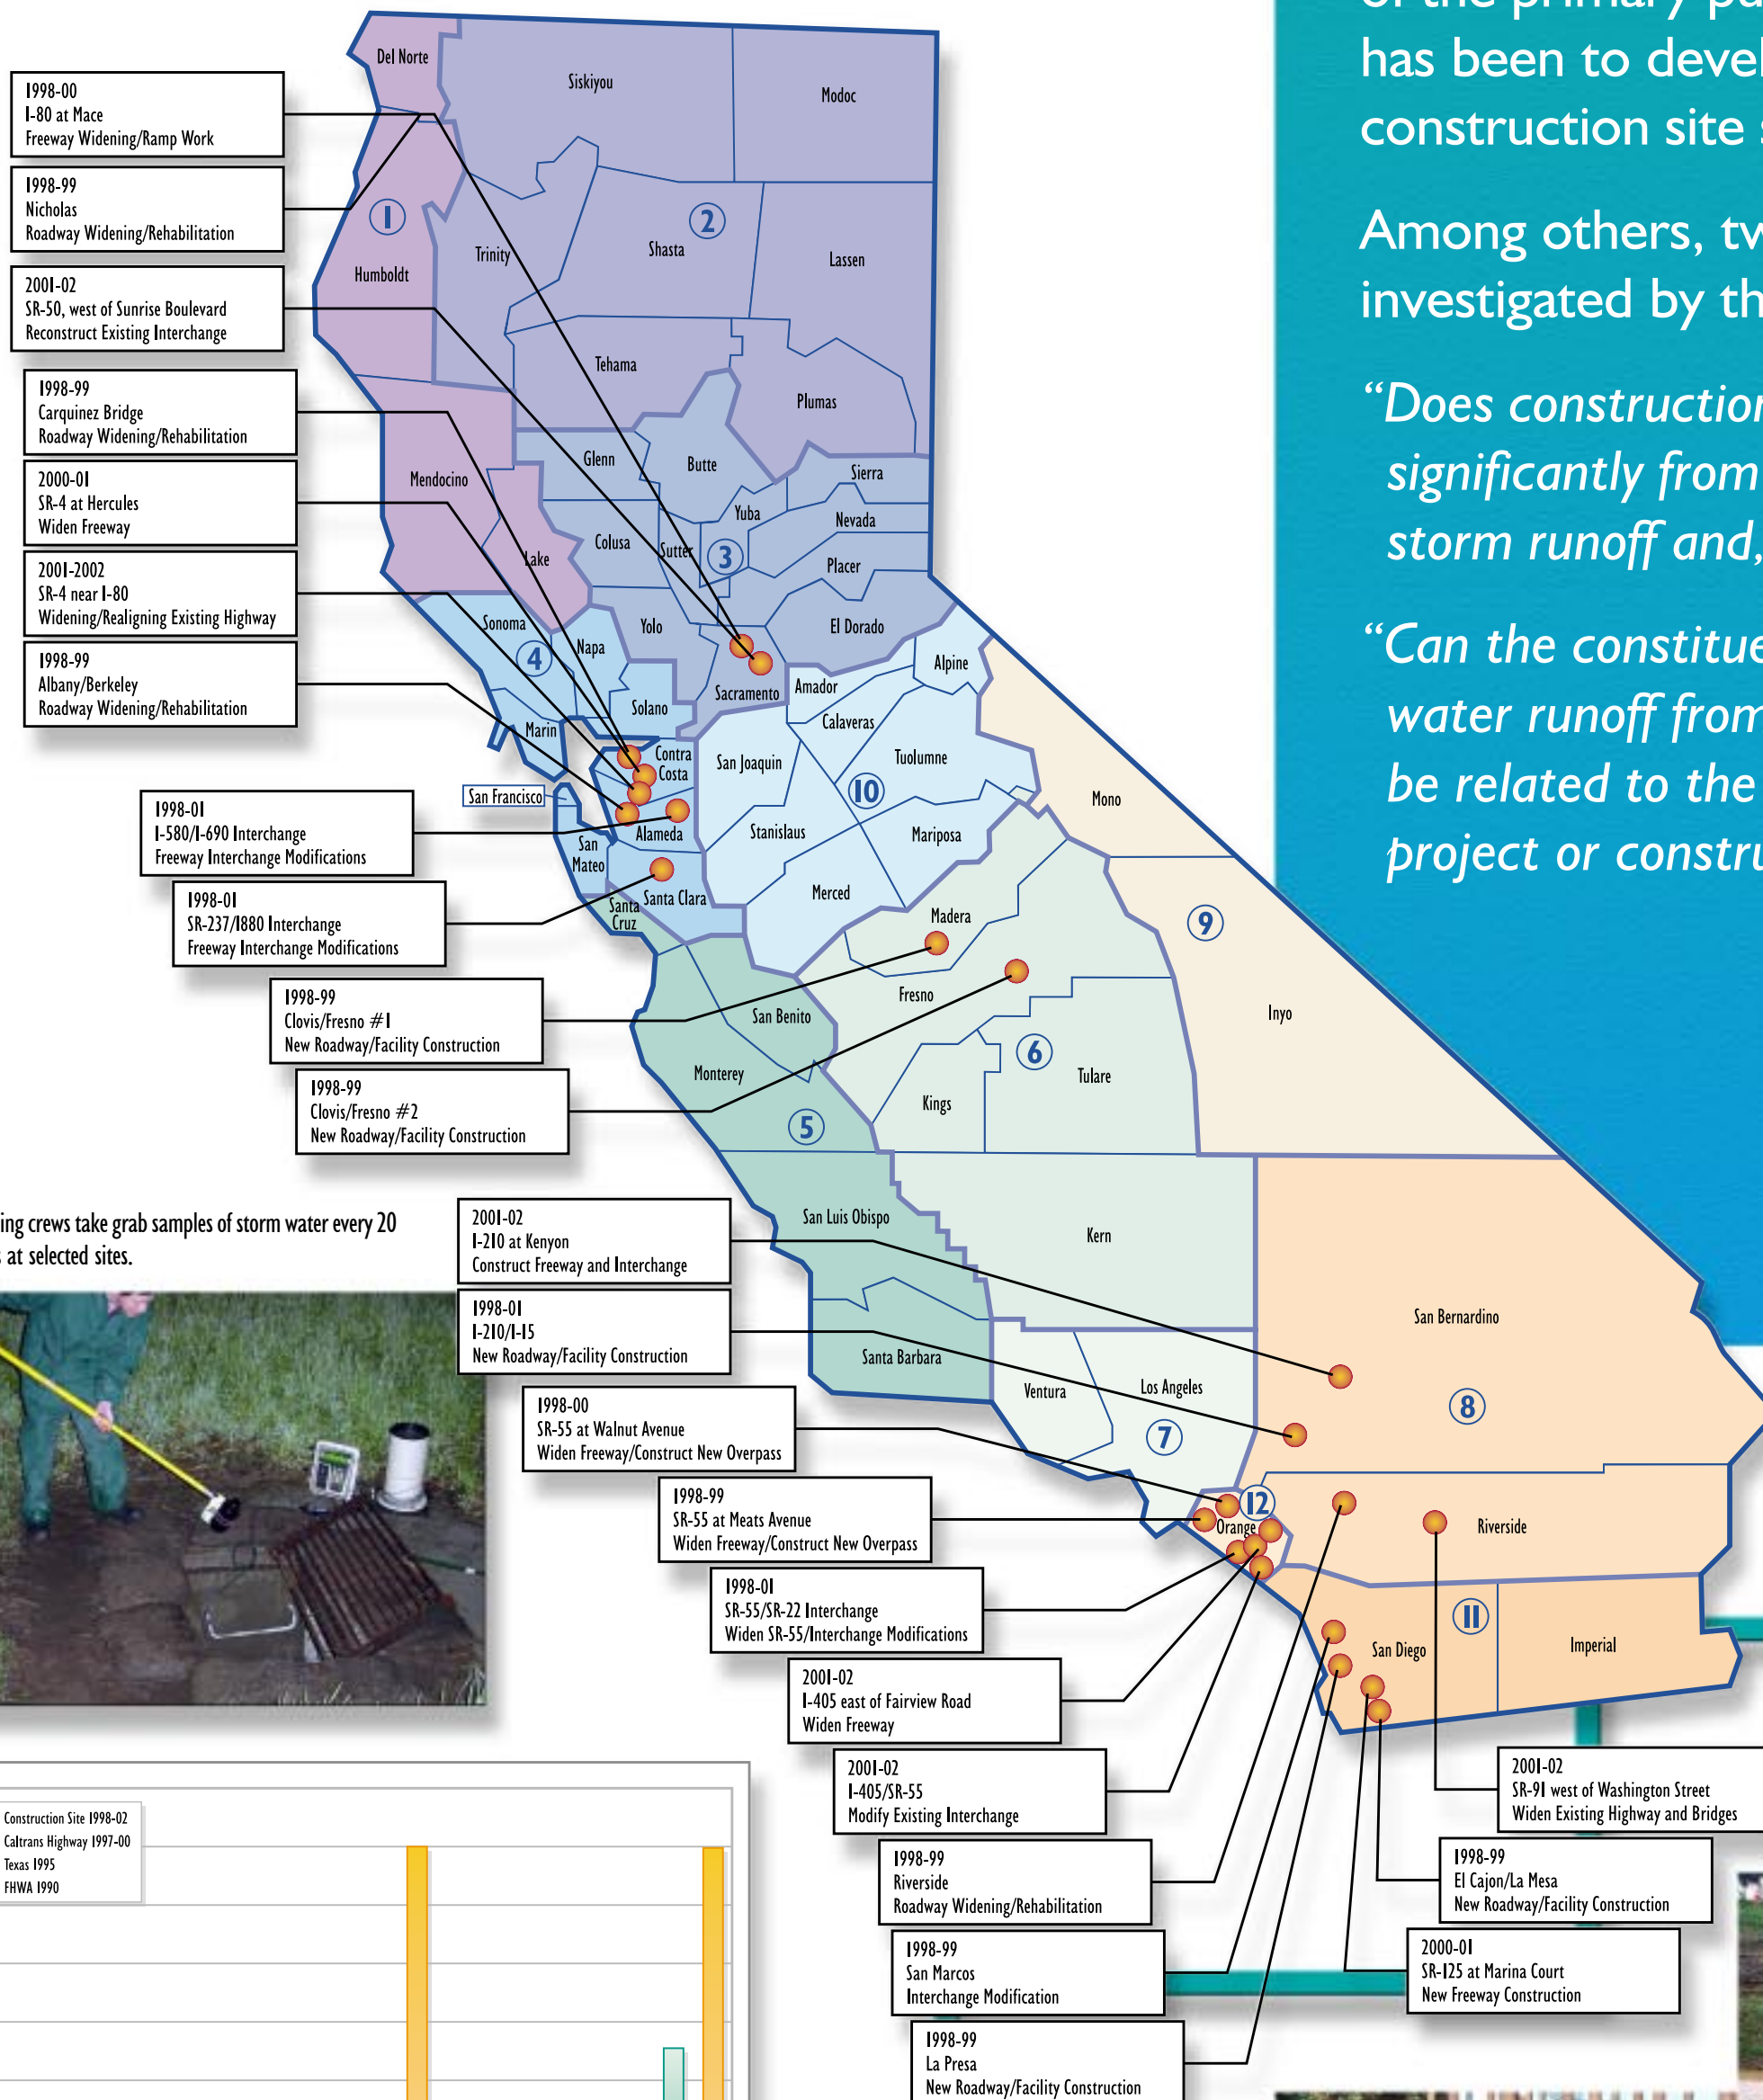 of the primary pu
has been to devel
construction site s
Among others, tw
investigated by th
“Does construction
significantly from
storm runoff and,
“Can the constitue
water runoff from
be related to the
project or constru
1998-00
I-80 at Mace
Freeway Widening/Ramp Work
1998-99
Nicholas
Roadway Widening/Rehabilitation
2001-02
SR-50, west of Sunrise Boulevard
Reconstruct Existing Interchange
1998-99
Carquinez Bridge
Roadway Widening/Rehabilitation
2000-01
SR-4 at Hercules
Widen Freeway
2001-2002
SR-4 near I-80
Widening/Realigning Existing Highway
1998-99
Albany/Berkeley
Roadway Widening/Rehabilitation
1998-01
I-580/I-690 Interchange
Freeway Interchange Modifications
1998-01
SR-237/I880 Interchange
Freeway Interchange Modifications
1998-99
Clovis/Fresno #1
New Roadway/Facility Construction
1998-99
Clovis/Fresno #2
New Roadway/Facility Construction
Del Norte
Siskiyou
Modoc
1
2
Humboldt
Trinity
Shasta
Lassen
Tehama
Plumas
Mendocino
Glenn
Butte
Sierra
Lake
Colusa
Sutter
Yuba
Nevada
3
Placer
Sonoma
4
Napa
Yolo
El Dorado
Marin
Solano
Sacramento
Amador
Alpine
Calaveras
Contra
Costa
San Joaquin
Tuolumne
10
Mono
San Francisco
Alameda
Stanislaus
Mariposa
San
Mateo
Santa Clara
Merced
Santa
Cruz
Madera
9
San Benito
Fresno
Inyo
6
Monterey
Kings
Tulare
5
San Luis Obispo
Kern
San Bernardino
Santa Barbara
Ventura
Los Angeles
7
8
12
Orange
Riverside
11
San Diego
Imperial
ing crews take grab samples of storm water every 20
s at selected sites.
2001-02
I-210 at Kenyon
Construct Freeway and Interchange
1998-01
I-210/I-15
New Roadway/Facility Construction
1998-00
SR-55 at Walnut Avenue
Widen Freeway/Construct New Overpass
1998-99
SR-55 at Meats Avenue
Widen Freeway/Construct New Overpass
1998-01
SR-55/SR-22 Interchange
Widen SR-55/Interchange Modifications
2001-02
I-405 east of Fairview Road
Widen Freeway
2001-02
I-405/SR-55
Modify Existing Interchange
1998-99
Riverside
Roadway Widening/Rehabilitation
1998-99
San Marcos
Interchange Modification
1998-99
La Presa
New Roadway/Facility Construction
2001-02
SR-91 west of Washington Street
Widen Existing Highway and Bridges
1998-99
El Cajon/La Mesa
New Roadway/Facility Construction
2000-01
SR-125 at Marina Court
New Freeway Construction
Construction Site 1998-02
Caltrans Highway 1997-00
Texas 1995
FHWA 1990